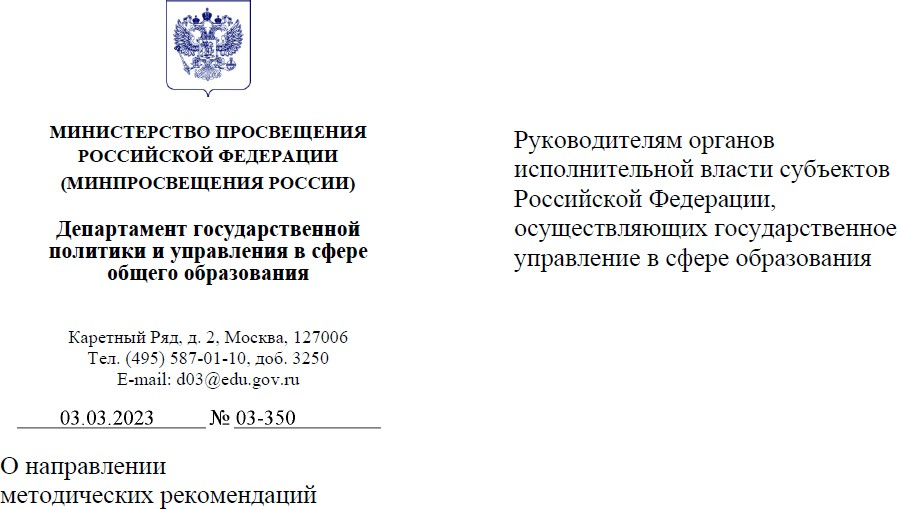 МИНИСТЕРСТВО ПРОСВЕЩЕНИЯ
РОССИЙСКОЙ ФЕДЕРАЦИИ
(МИНПРОСВЕЩЕНИЯ РОССИИ)
Департамент государственной
политики и управления в сфере
общего образования
Каретный Ряд, д. 2, Москва, 127006
Тел. (495) 587-01-10, доб. 3250
E-mail: d03@edu.gov.ru
03.03.2023 № 03-350
О направлении
методических рекомендаций
Руководителям органов
исполнительной власти субъектов
Российской Федерации,
осуществляющих государственное
управление в сфере образования